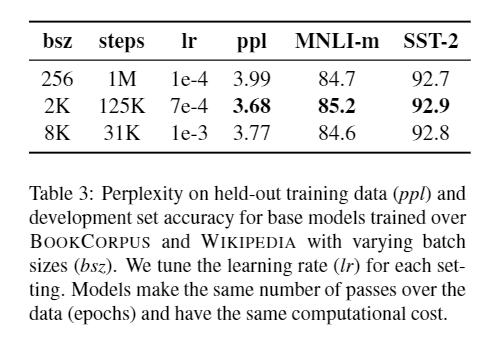 bsz steps lr ppl MNLI-m SST-2
256 1M 1e-4 3.99 84.7 92.7
2K 125K 7e-4 3.68 85.2 92.9
8K 31K 1e-3 3.77 84.6 92.8
Table 3: Perplexity on held-out training data (ppl) and
development set accuracy for base models trained over
BOOKCORPUS and WIKIPEDIA with varying batch
sizes (bsz). We tune the learning rate (lr) for each set-
ting. Models make the same number of passes over the
data (epochs) and have the same computational cost.